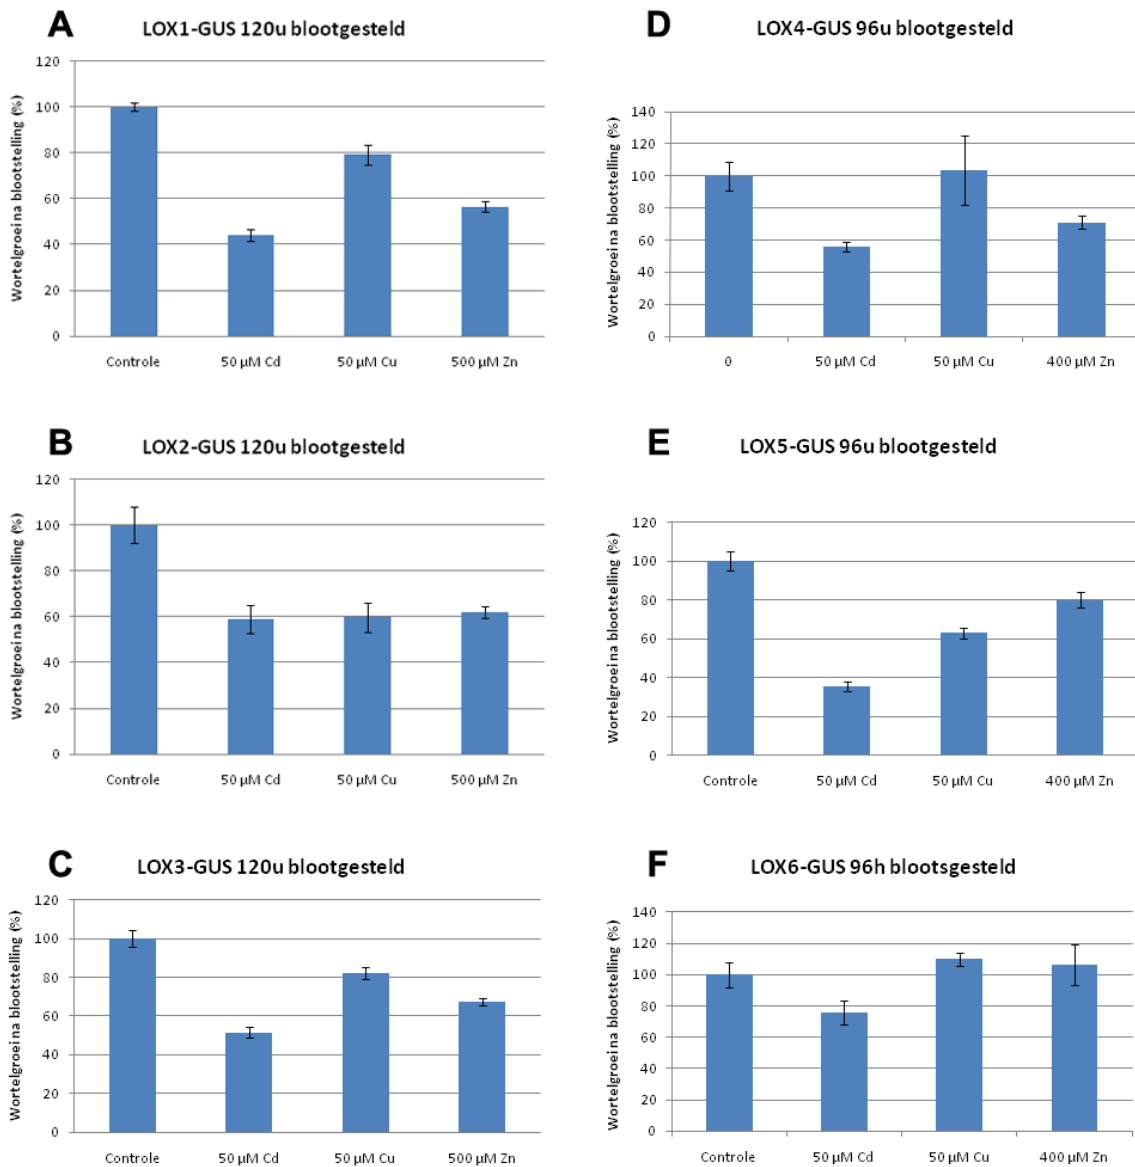 A
LOX1-GUS 120u blootgesteld
Wortelgroei na blootstelling (%)
120
100
80
60
40
20
0
Controle 50 µM Cd 50 µM Cu 500 µM Zn
B
LOX2-GUS 120u blootgesteld
Wortelgroei na blootstelling (%)
120
100
80
60
40
20
0
Controle 50 µM Cd 50 µM Cu 500 µM Zn
C
LOX3-GUS 120u blootgesteld
Wortelgroei na blootstelling (%)
120
100
80
60
40
20
0
Controle 50 µM Cd 50 µM Cu 500 µM Zn
D
LOX4-GUS 96u blootgesteld
Wortelgroei na blootstelling (%)
140
120
100
80
60
40
20
0
0 50 µM Cd 50 µM Cu 400 µM Zn
E
LOX5-GUS 96u blootgesteld
Wortelgroei na blootstelling (%)
120
100
80
60
40
20
0
Controle 50 µM Cd 50 µM Cu 400 µM Zn
F
LOX6-GUS 96h blootsgesteld
Wortelgroei na blootstelling (%)
140
120
100
80
60
40
20
0
Controle 50 µM Cd 50 µM Cu 400 µM Zn